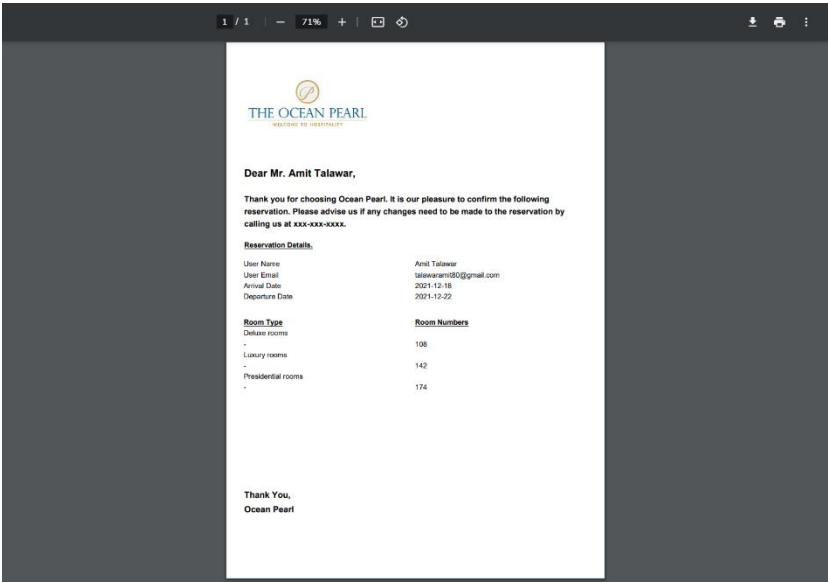 1 / 1 71%
THE OCEAN PEARL
WELCOME TO HOSPITALITY
Dear Mr. Amit Talawar,
Thank you for choosing Ocean Pearl. It is our pleasure to confirm the following
reservation. Please advise us if any changes need to be made to the reservation by
calling us at xxx-xxx-xxxx.
Reservation Details.
User Name Amit Talawar
User Email talawaramit80@gmail.com
Arrival Date 2021-12-18
Departure Date 2021-12-22
Room Type Room Numbers
Deluxe rooms
- 108
Luxury rooms
- 142
Presidential rooms
- 174
Thank You,
Ocean Pearl